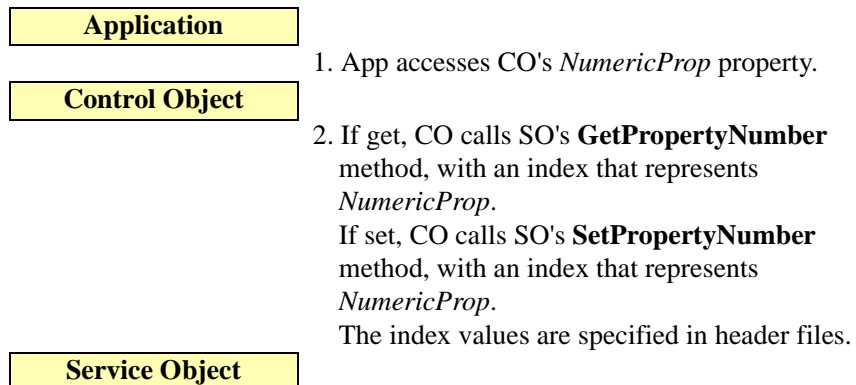 Application
1. App accesses CO's NumericProp property.
Control Object
2. If get, CO calls SO's GetPropertyNumber
method, with an index that represents
NumericProp.
If set, CO calls SO's SetPropertyNumber
method, with an index that represents
NumericProp.
The index values are specified in header files.
Service Object